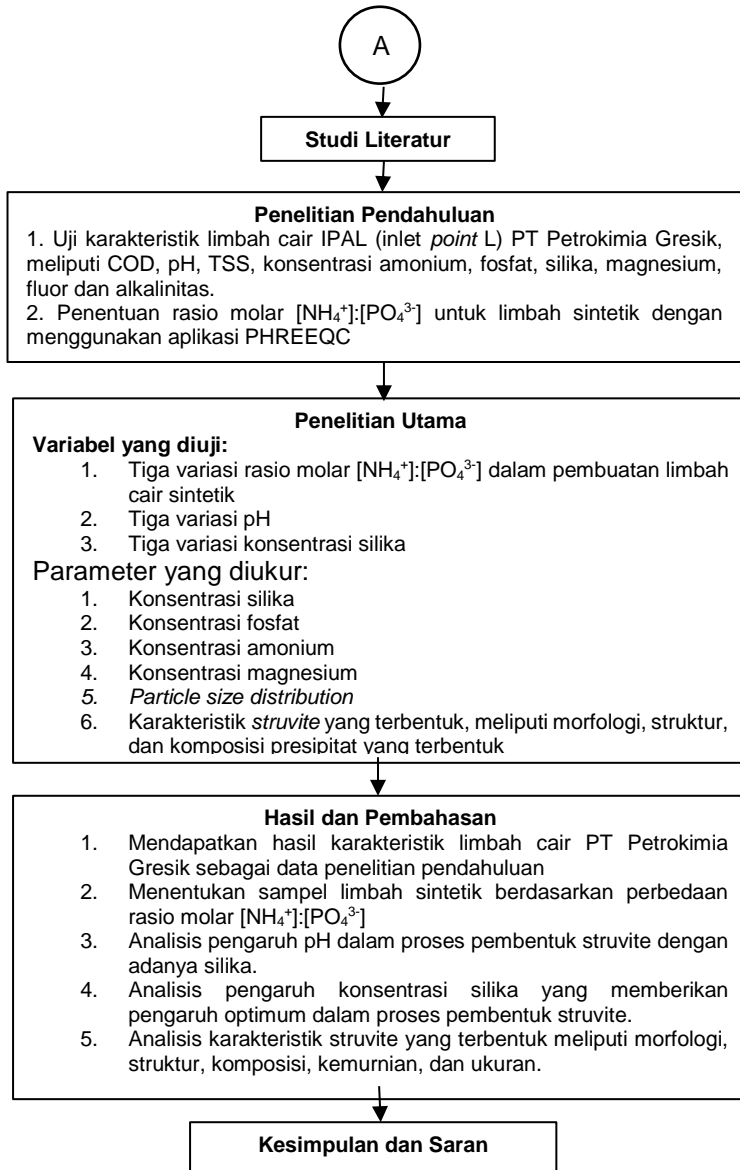 A
Studi Literatur
Penelitian Pendahuluan
1. Uji karakteristik limbah cair IPAL (inlet point L) PT Petrokimia Gresik,
meliputi COD, pH, TSS, konsentrasi amonium, fosfat, silika, magnesium,
fluor dan alkalinitas.
2. Penentuan rasio molar [NH₄⁺]:[PO₄³⁻] untuk limbah sintetik dengan
menggunakan aplikasi PHREEQC
Penelitian Utama
Variabel yang diuji:
1. Tiga variasi rasio molar [NH₄⁺]:[PO₄³⁻] dalam pembuatan limbah
cair sintetik
2. Tiga variasi pH
3. Tiga variasi konsentrasi silika
Parameter yang diukur:
1. Konsentrasi silika
2. Konsentrasi fosfat
3. Konsentrasi amonium
4. Konsentrasi magnesium
5. Particle size distribution
6. Karakteristik struvite yang terbentuk, meliputi morfologi, struktur,
dan komposisi presipitat yang terbentuk
Hasil dan Pembahasan
1. Mendapatkan hasil karakteristik limbah cair PT Petrokimia
Gresik sebagai data penelitian pendahuluan
2. Menentukan sampel limbah sintetik berdasarkan perbedaan
rasio molar [NH₄⁺]:[PO₄³⁻]
3. Analisis pengaruh pH dalam proses pembentuk struvite dengan
adanya silika.
4. Analisis pengaruh konsentrasi silika yang memberikan
pengaruh optimum dalam proses pembentuk struvite.
5. Analisis karakteristik struvite yang terbentuk meliputi morfologi,
struktur, komposisi, kemurnian, dan ukuran.
Kesimpulan dan Saran